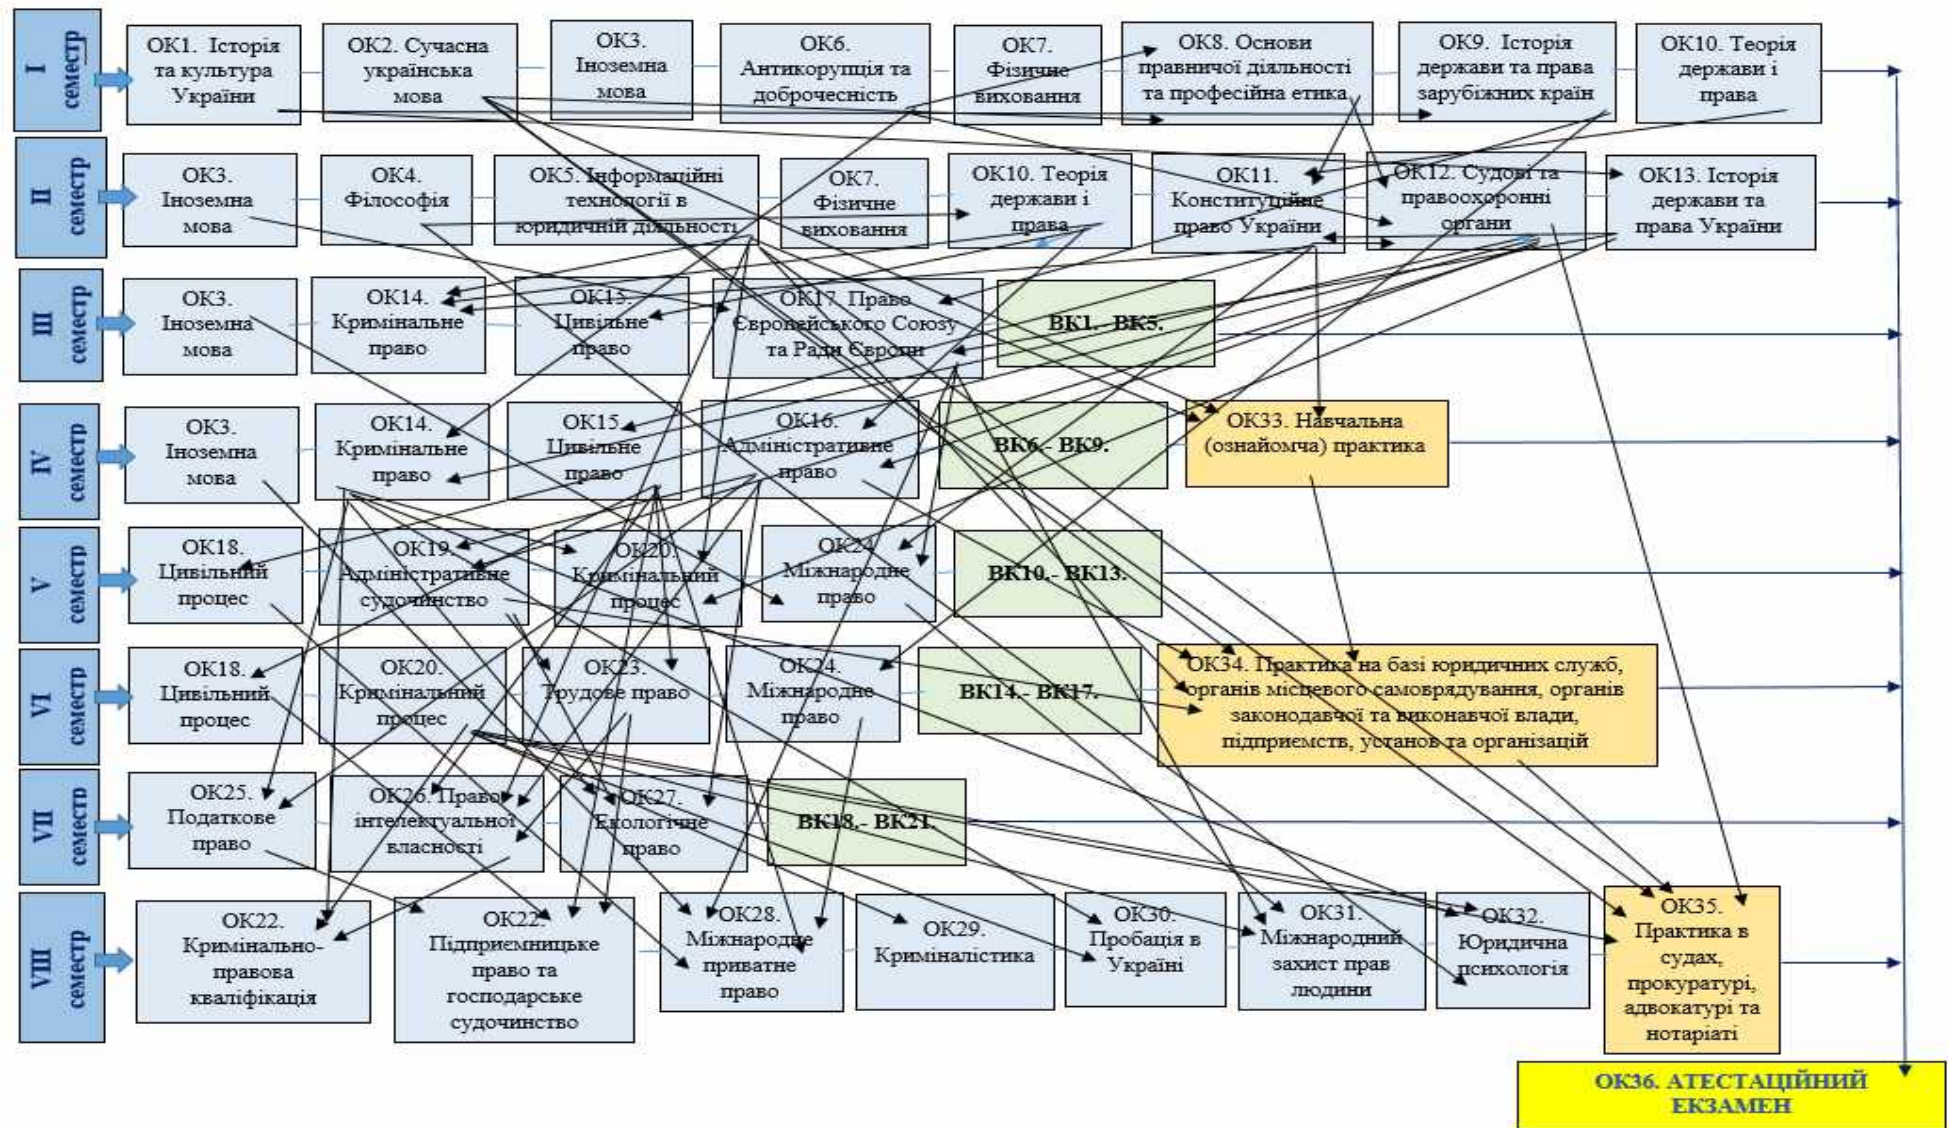 І
семестр
ОК1. Історія
та культура
України
ОК2. Сучасна
українська
мова
ОК3.
Іноземна
мова
ОК6.
Антикорупція та
доброчесність
ОК7.
Фізичне
виховання
ОК8. Основи
правничої діяльності
та професійна етика
ОК9. Історія
держави та права
зарубіжних країн
ОК10. Теорія
держави і
права
ІІ
семестр
ОК3.
Іноземна
мова
ОК4.
Філософія
ОК5. Інформаційні
технології в
юридичній діяльності
ОК7.
Фізичне
виховання
ОК10. Теорія
держави і
права
ОК11.
Конституційне
право України
ОК12. Судові та
правоохоронні
органи
ОК13. Історія
держави та
права України
ІІІ
семестр
ОК3.
Іноземна
мова
ОК14.
Кримінальне
право
ОК15.
Цивільне
право
ОК17. Право
Європейського Союзу
та Ради Європи
ВК1.- ВК5.
IV
семестр
ОК3.
Іноземна
мова
ОК14.
Кримінальне
право
ОК15.
Цивільне
право
ОК16.
Адміністративне
право
ВК6.- ВК9.
ОК33. Навчальна
(ознайомча) практика
V
семестр
ОК18.
Цивільний
процес
ОК19.
Адміністративне
судочинство
ОК20.
Кримінальний
процес
ОК24.
Міжнародне
право
ВК10.- ВК13.
VI
семестр
ОК18.
Цивільний
процес
ОК20.
Кримінальний
процес
ОК23.
Трудове право
ОК24.
Міжнародне
право
ВК14.- ВК17.
ОК34. Практика на базі юридичних служб,
органів місцевого самоврядування, органів
законодавчої та виконавчої влади,
підприємств, установ та організацій
VII
семестр
ОК25.
Податкове
право
ОК26. Право
інтелектуальної
власності
ОК27.
Екологічне
право
ВК18.- ВК21.
VIII
семестр
ОК22.
Кримінально-
правова
кваліфікація
ОК22.
Підприємницьке
право та
господарське
судочинство
ОК28.
Міжнародне
приватне
право
ОК29.
Криміналістика
ОК30.
Пробація в
Україні
ОК31.
Міжнародний
захист прав
людини
ОК32.
Юридична
психологія
ОК35.
Практика в
судах,
прокуратурі,
адвокатурі та
нотаріаті
ОК36. АТЕСТАЦІЙНИЙ
ЕКЗАМЕН